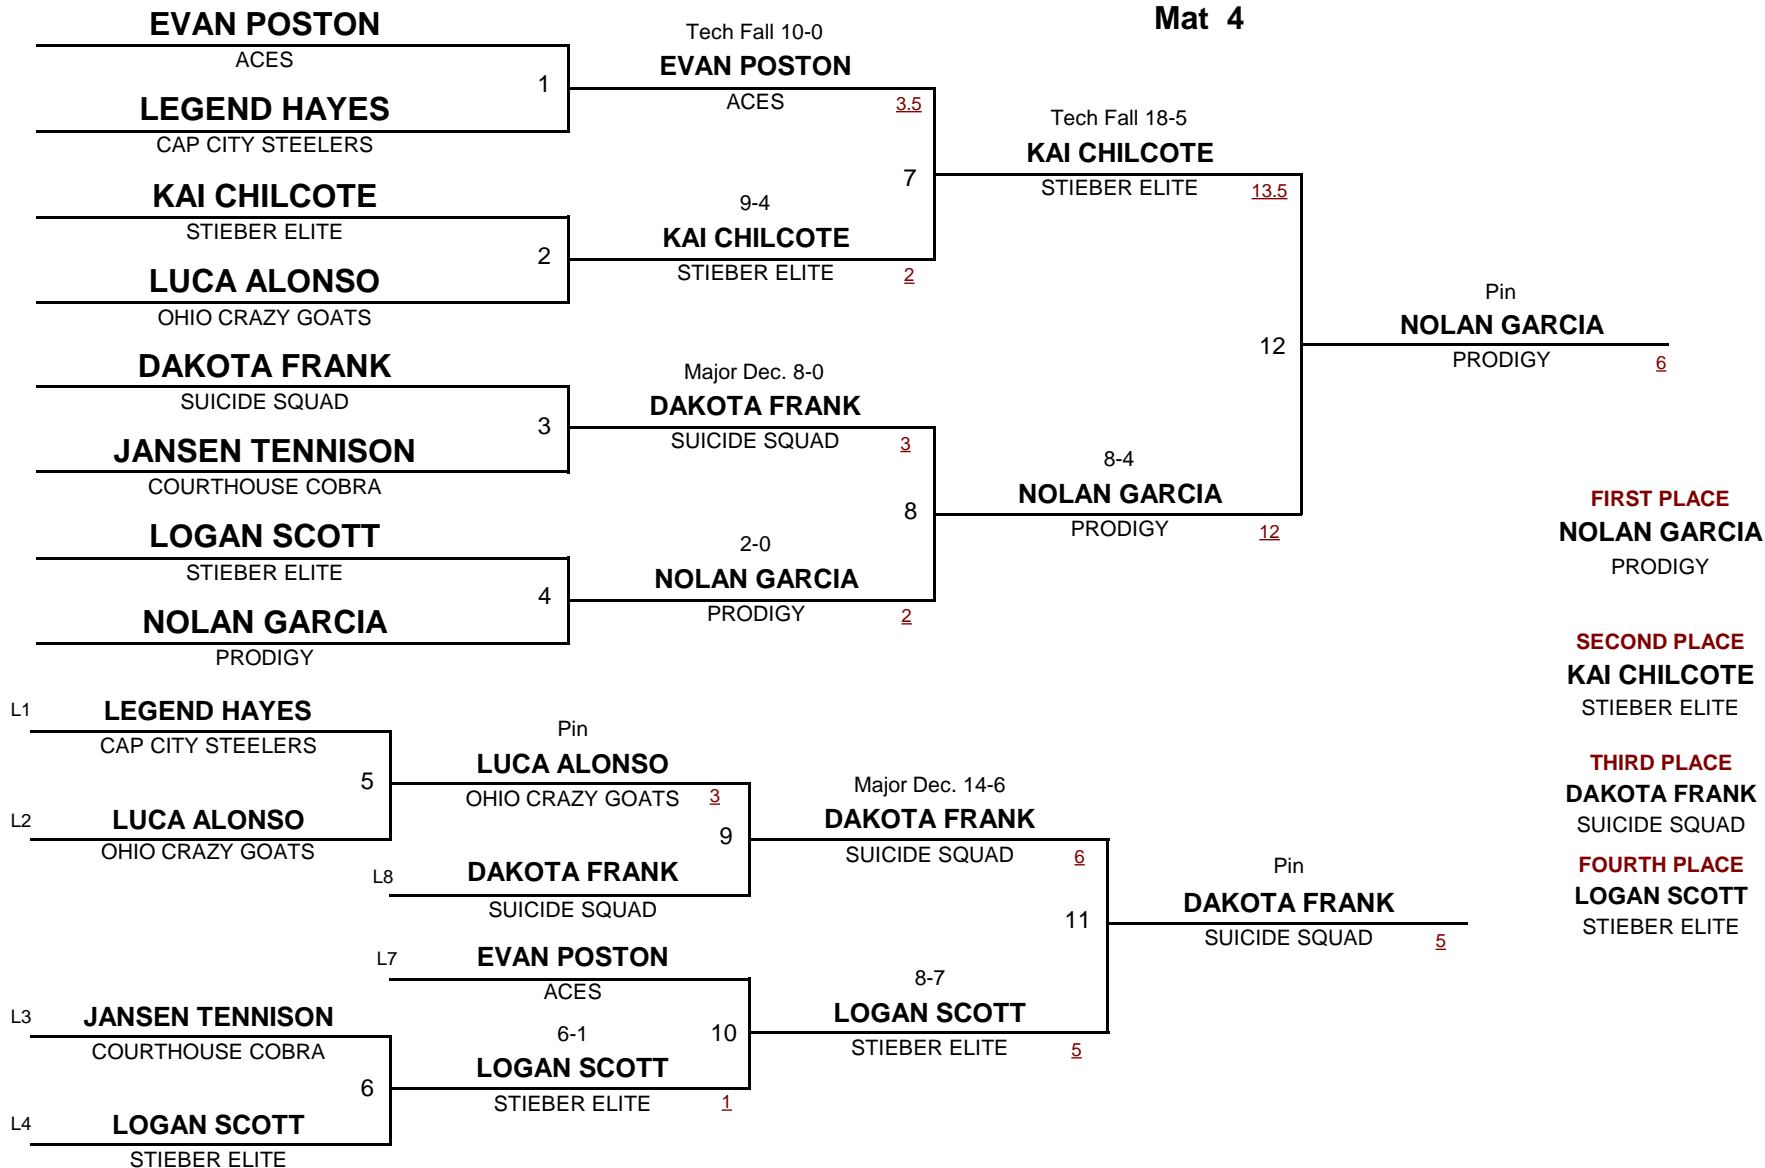 Mat 4
EVAN POSTON
ACES
1
LEGEND HAYES
CAP CITY STEELERS
KAI CHILCOTE
STIEBER ELITE
2
LUCA ALONSO
OHIO CRAZY GOATS
DAKOTA FRANK
SUICIDE SQUAD
3
JANSEN TENNISON
COURTHOUSE COBRA
LOGAN SCOTT
STIEBER ELITE
4
NOLAN GARCIA
PRODIGY
Tech Fall 10-0
EVAN POSTON
ACES 3.5
7
9-4
KAI CHILCOTE
STIEBER ELITE 2
Major Dec. 8-0
DAKOTA FRANK
SUICIDE SQUAD 3
8
2-0
NOLAN GARCIA
PRODIGY 2
Tech Fall 18-5
KAI CHILCOTE
STIEBER ELITE 13.5
12
8-4
NOLAN GARCIA
PRODIGY 12
Pin
NOLAN GARCIA
PRODIGY 6
FIRST PLACE
NOLAN GARCIA
PRODIGY
SECOND PLACE
KAI CHILCOTE
STIEBER ELITE
THIRD PLACE
DAKOTA FRANK
SUICIDE SQUAD
FOURTH PLACE
LOGAN SCOTT
STIEBER ELITE
L1 LEGEND HAYES
CAP CITY STEELERS
5
L2 LUCA ALONSO
OHIO CRAZY GOATS
Pin
LUCA ALONSO
OHIO CRAZY GOATS 3
9
L8 DAKOTA FRANK
SUICIDE SQUAD
L7 EVAN POSTON
ACES
10
L3 JANSEN TENNISON
COURTHOUSE COBRA
6
L4 LOGAN SCOTT
STIEBER ELITE
6-1
LOGAN SCOTT
STIEBER ELITE 1
Major Dec. 14-6
DAKOTA FRANK
SUICIDE SQUAD 6
11
8-7
LOGAN SCOTT
STIEBER ELITE 5
Pin
DAKOTA FRANK
SUICIDE SQUAD 5